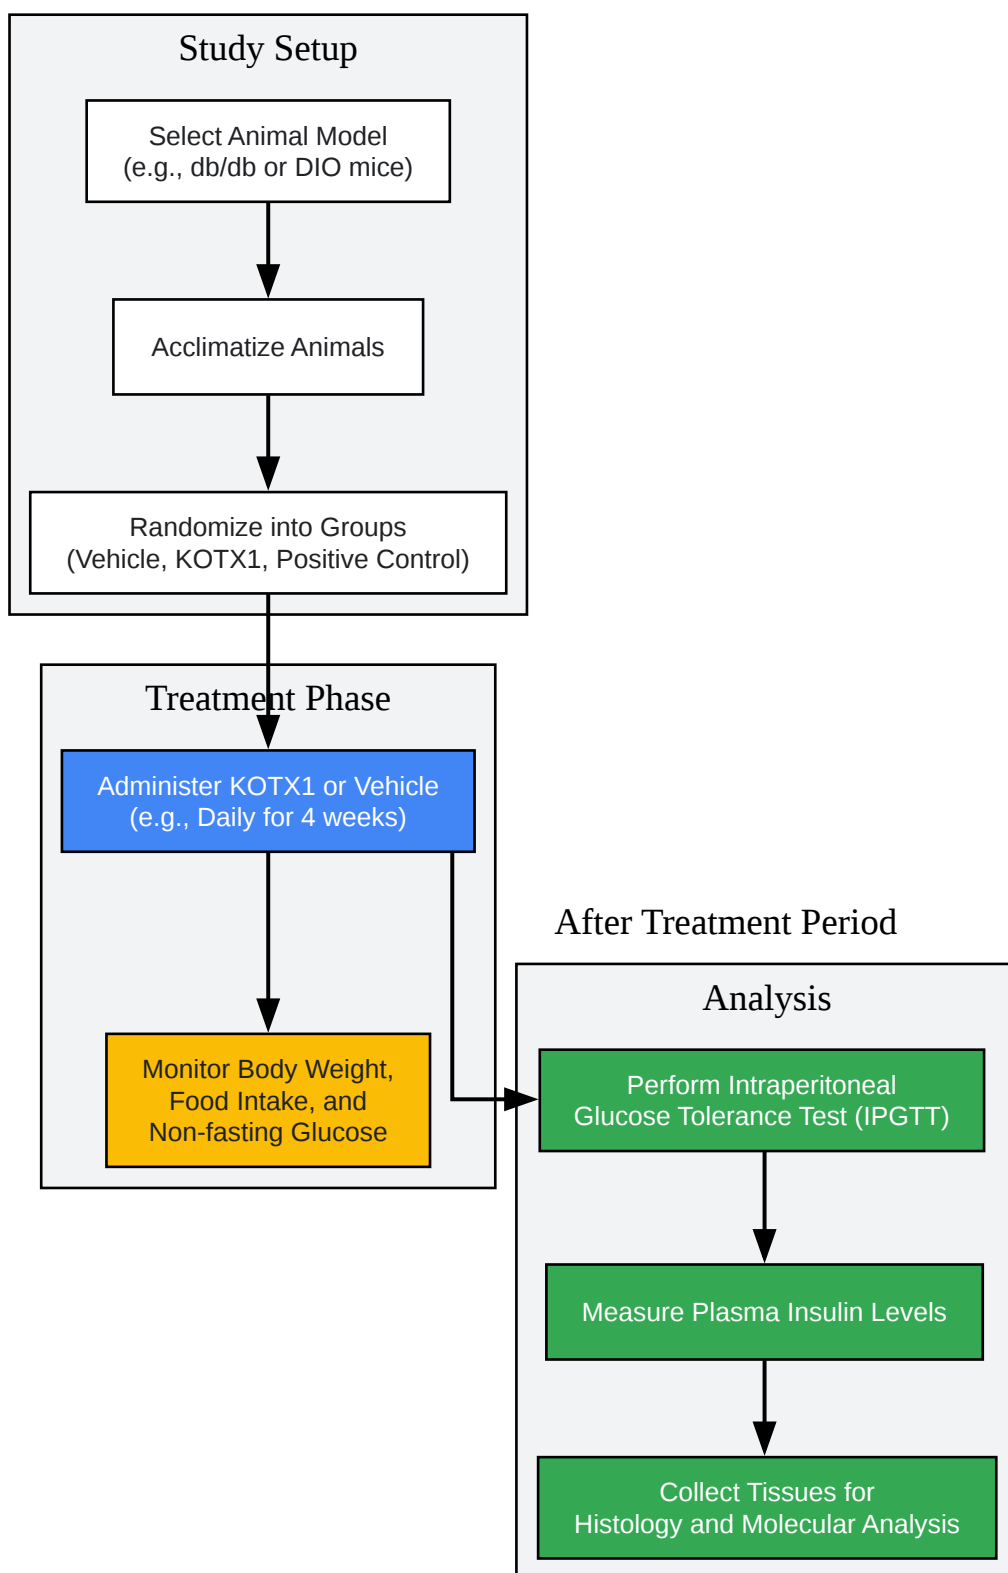 Study Setup
Select Animal Model
(e.g., db/db or DIO mice)
Acclimatize Animals
Randomize into Groups
(Vehicle, KOTX1, Positive Control)
Treatment Phase
Administer KOTX1 or Vehicle
(e.g., Daily for 4 weeks)
Monitor Body Weight,
Food Intake, and
Non-fasting Glucose
After Treatment Period
Analysis
Perform Intraperitoneal
Glucose Tolerance Test (IPGTT)
Measure Plasma Insulin Levels
Collect Tissues for
Histology and Molecular Analysis